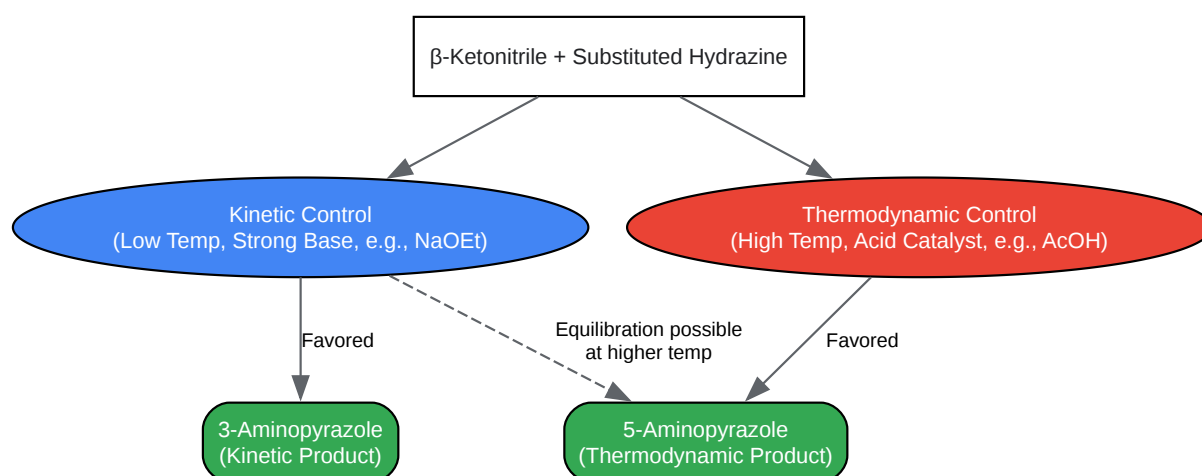 β-Ketonitrile + Substituted Hydrazine
Kinetic Control
(Low Temp, Strong Base, e.g., NaOEt)
Thermodynamic Control
(High Temp, Acid Catalyst, e.g., AcOH)
Favored
Equilibration possible
at higher temp
Favored
3-Aminopyrazole
(Kinetic Product)
5-Aminopyrazole
(Thermodynamic Product)